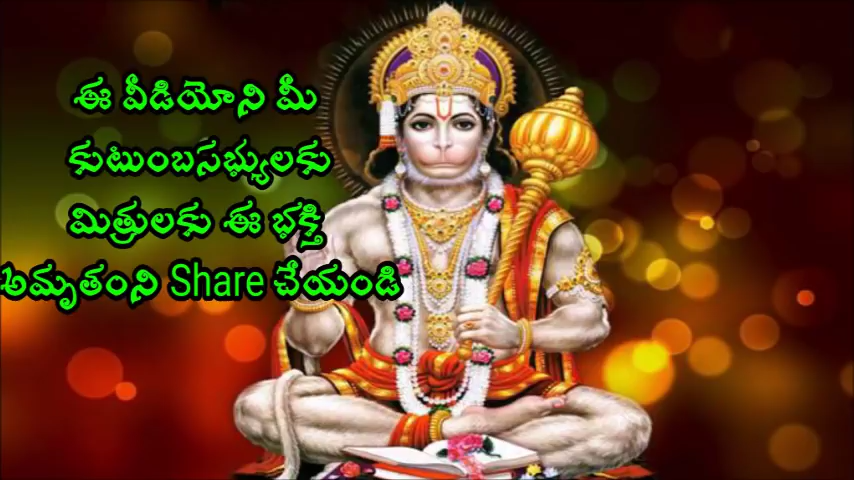 ఈ వీడియోని మీ
కుటుంబసభ్యులకు
మిత్రులకు ఈ భక్తి
అమృతంని Share చేయండి